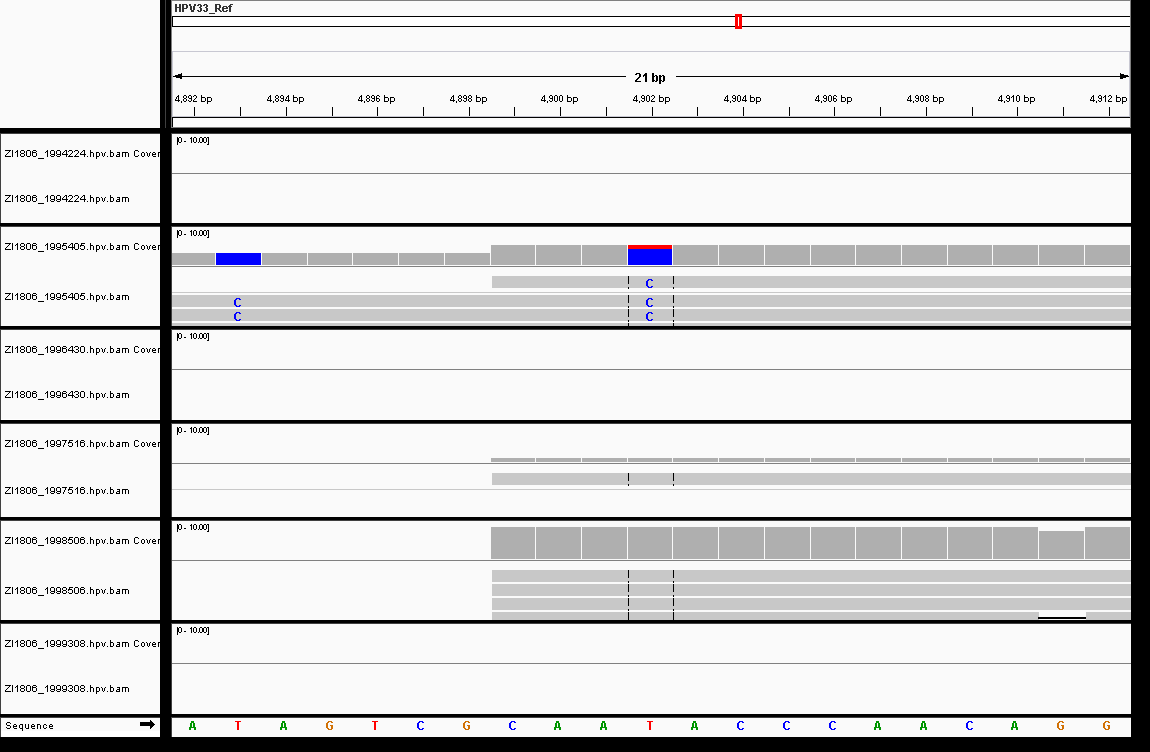 HPV33_Ref
21 bp
4,892 bp 4,894 bp 4,896 bp 4,898 bp 4,900 bp 4,902 bp 4,904 bp 4,906 bp 4,908 bp 4,910 bp 4,912 bp
[0 - 10.00]
ZI1806_1994224.hpv.bam Cover
ZI1806_1994224.hpv.bam
[0 - 10.00]
ZI1806_1995405.hpv.bam Cover
C
ZI1806_1995405.hpv.bam
C C
C C
[0 - 10.00]
ZI1806_1996430.hpv.bam Cover
ZI1806_1996430.hpv.bam
[0 - 10.00]
ZI1806_1997516.hpv.bam Cover
ZI1806_1997516.hpv.bam
[0 - 10.00]
ZI1806_1998506.hpv.bam Cover
ZI1806_1998506.hpv.bam
[0 - 10.00]
ZI1806_1999308.hpv.bam Cover
ZI1806_1999308.hpv.bam
Sequence A T A G T C G C A A T A C C C A A C A G G